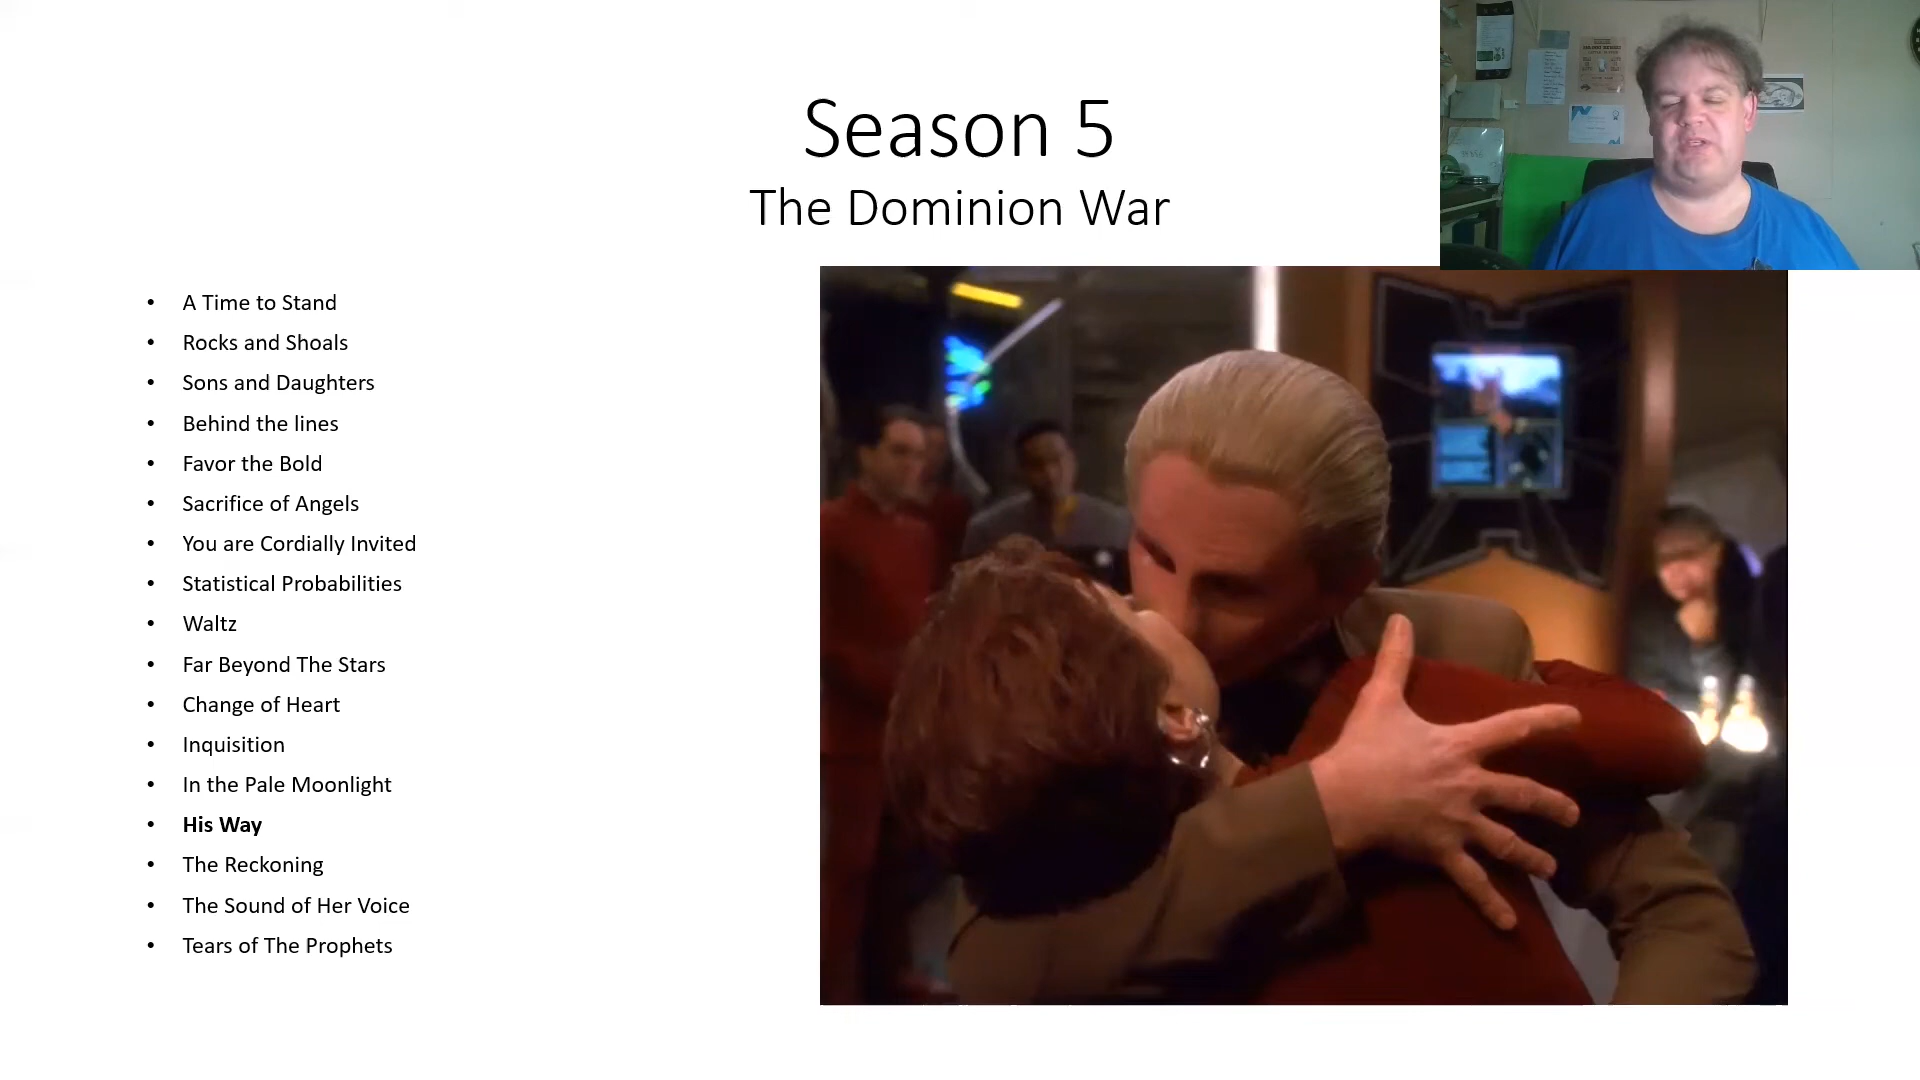 Season 5
The Dominion War
• A Time to Stand
• Rocks and Shoals
• Sons and Daughters
• Behind the lines
• Favor the Bold
• Sacrifice of Angels
• You are Cordially Invited
• Statistical Probabilities
• Waltz
• Far Beyond The Stars
• Change of Heart
• Inquisition
• In the Pale Moonlight
• His Way
• The Reckoning
• The Sound of Her Voice
• Tears of The Prophets